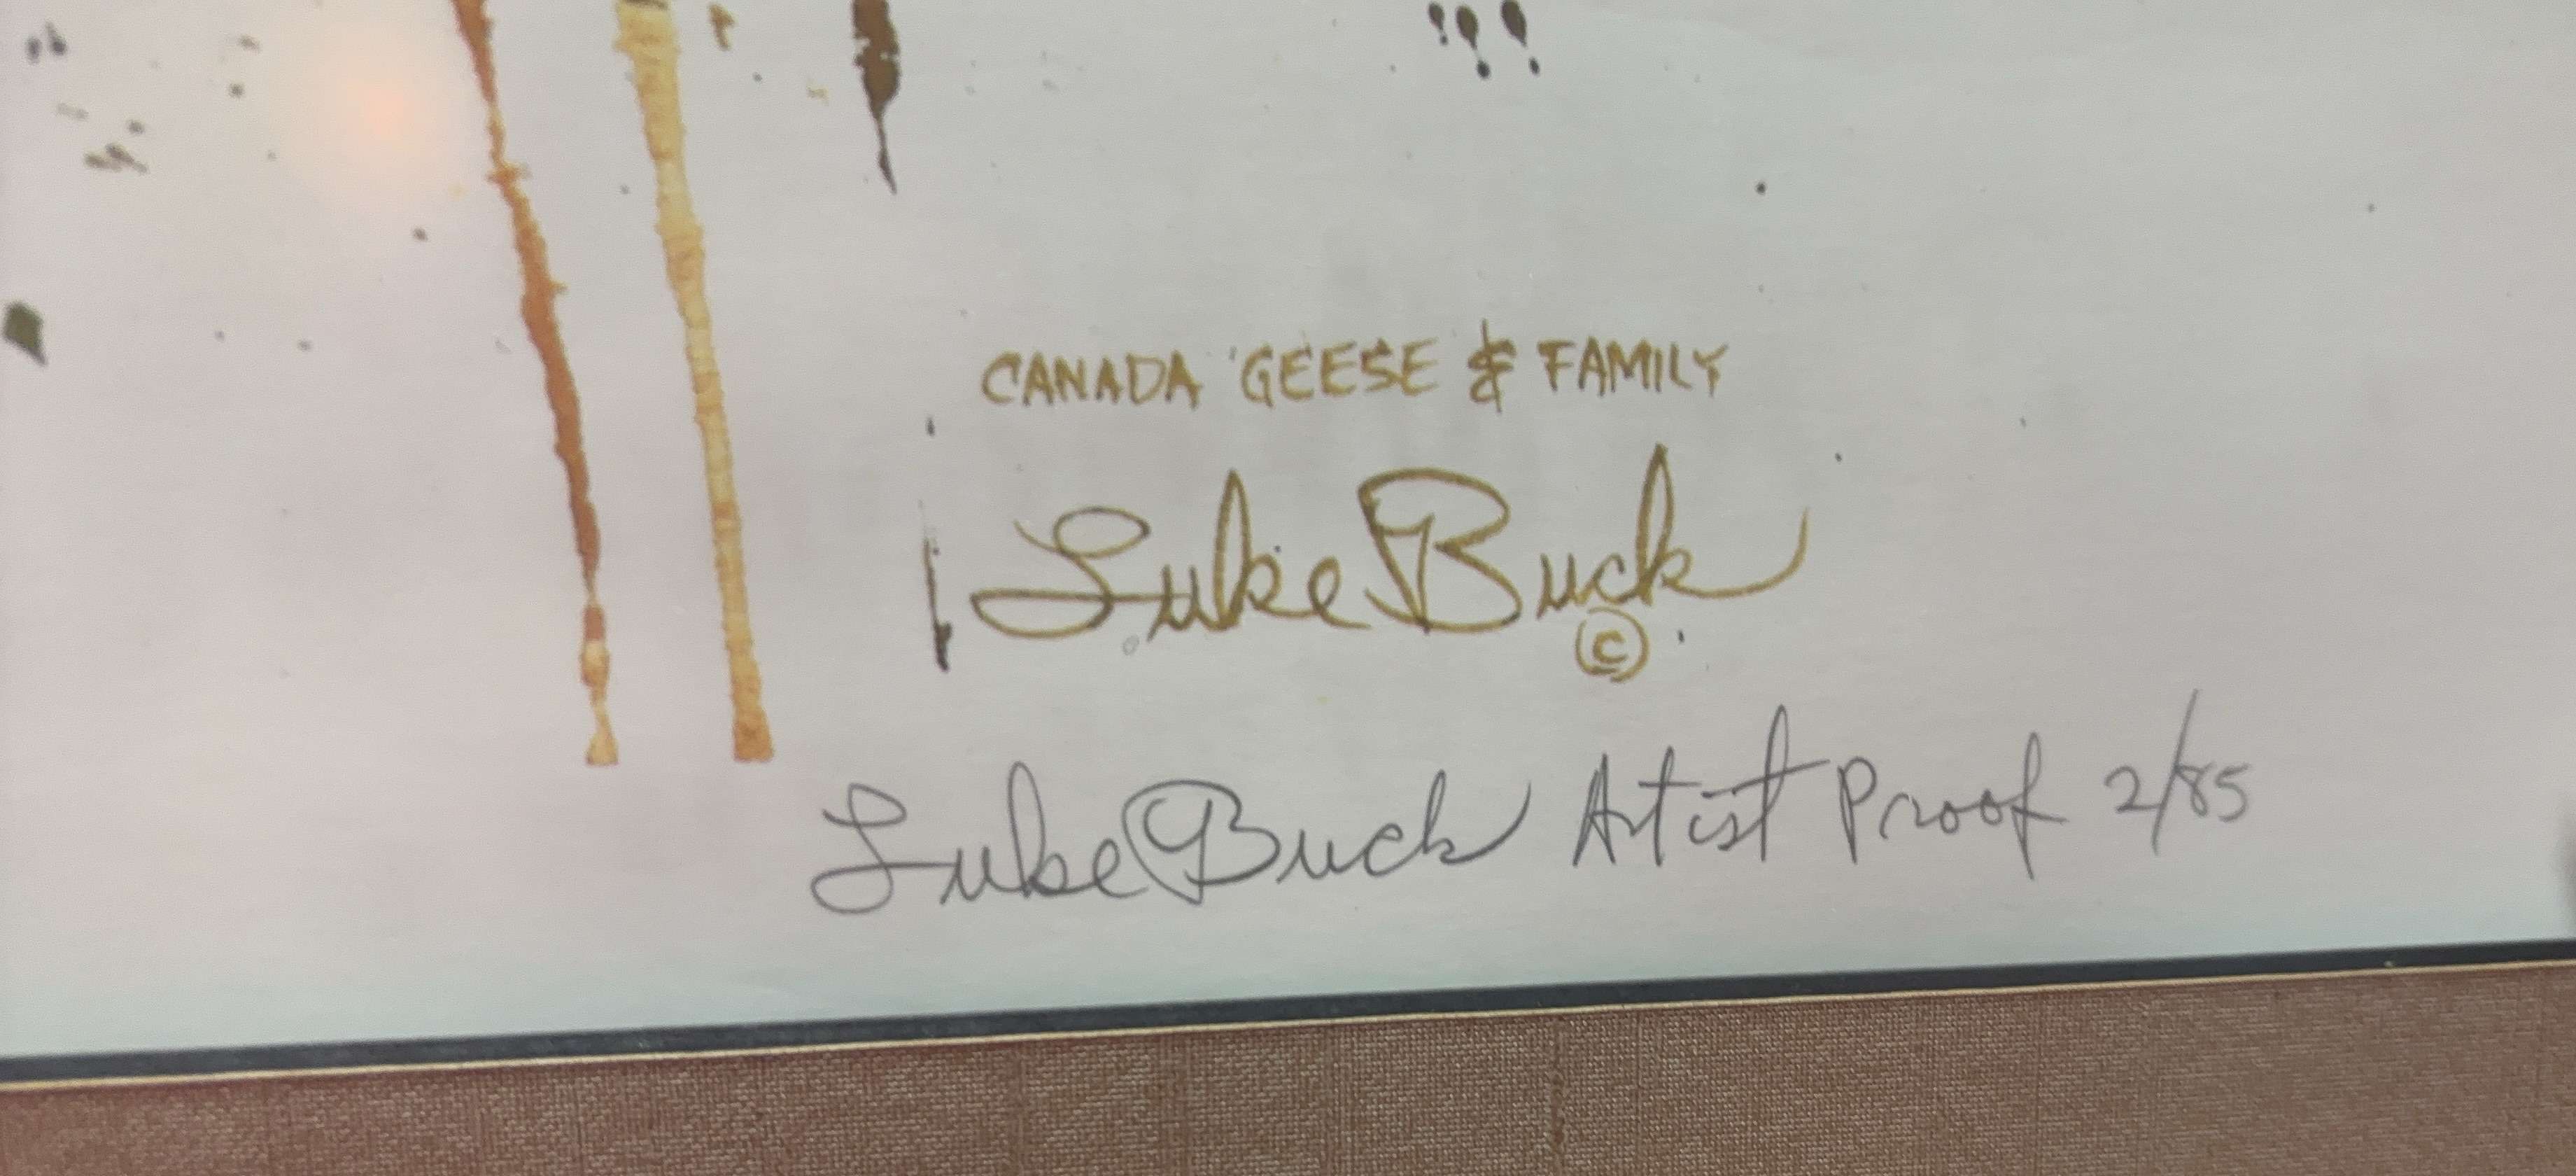 CANADA GEESE & FAMILY
Luke Buck
©
Luke Buck Artist Proof 2/85